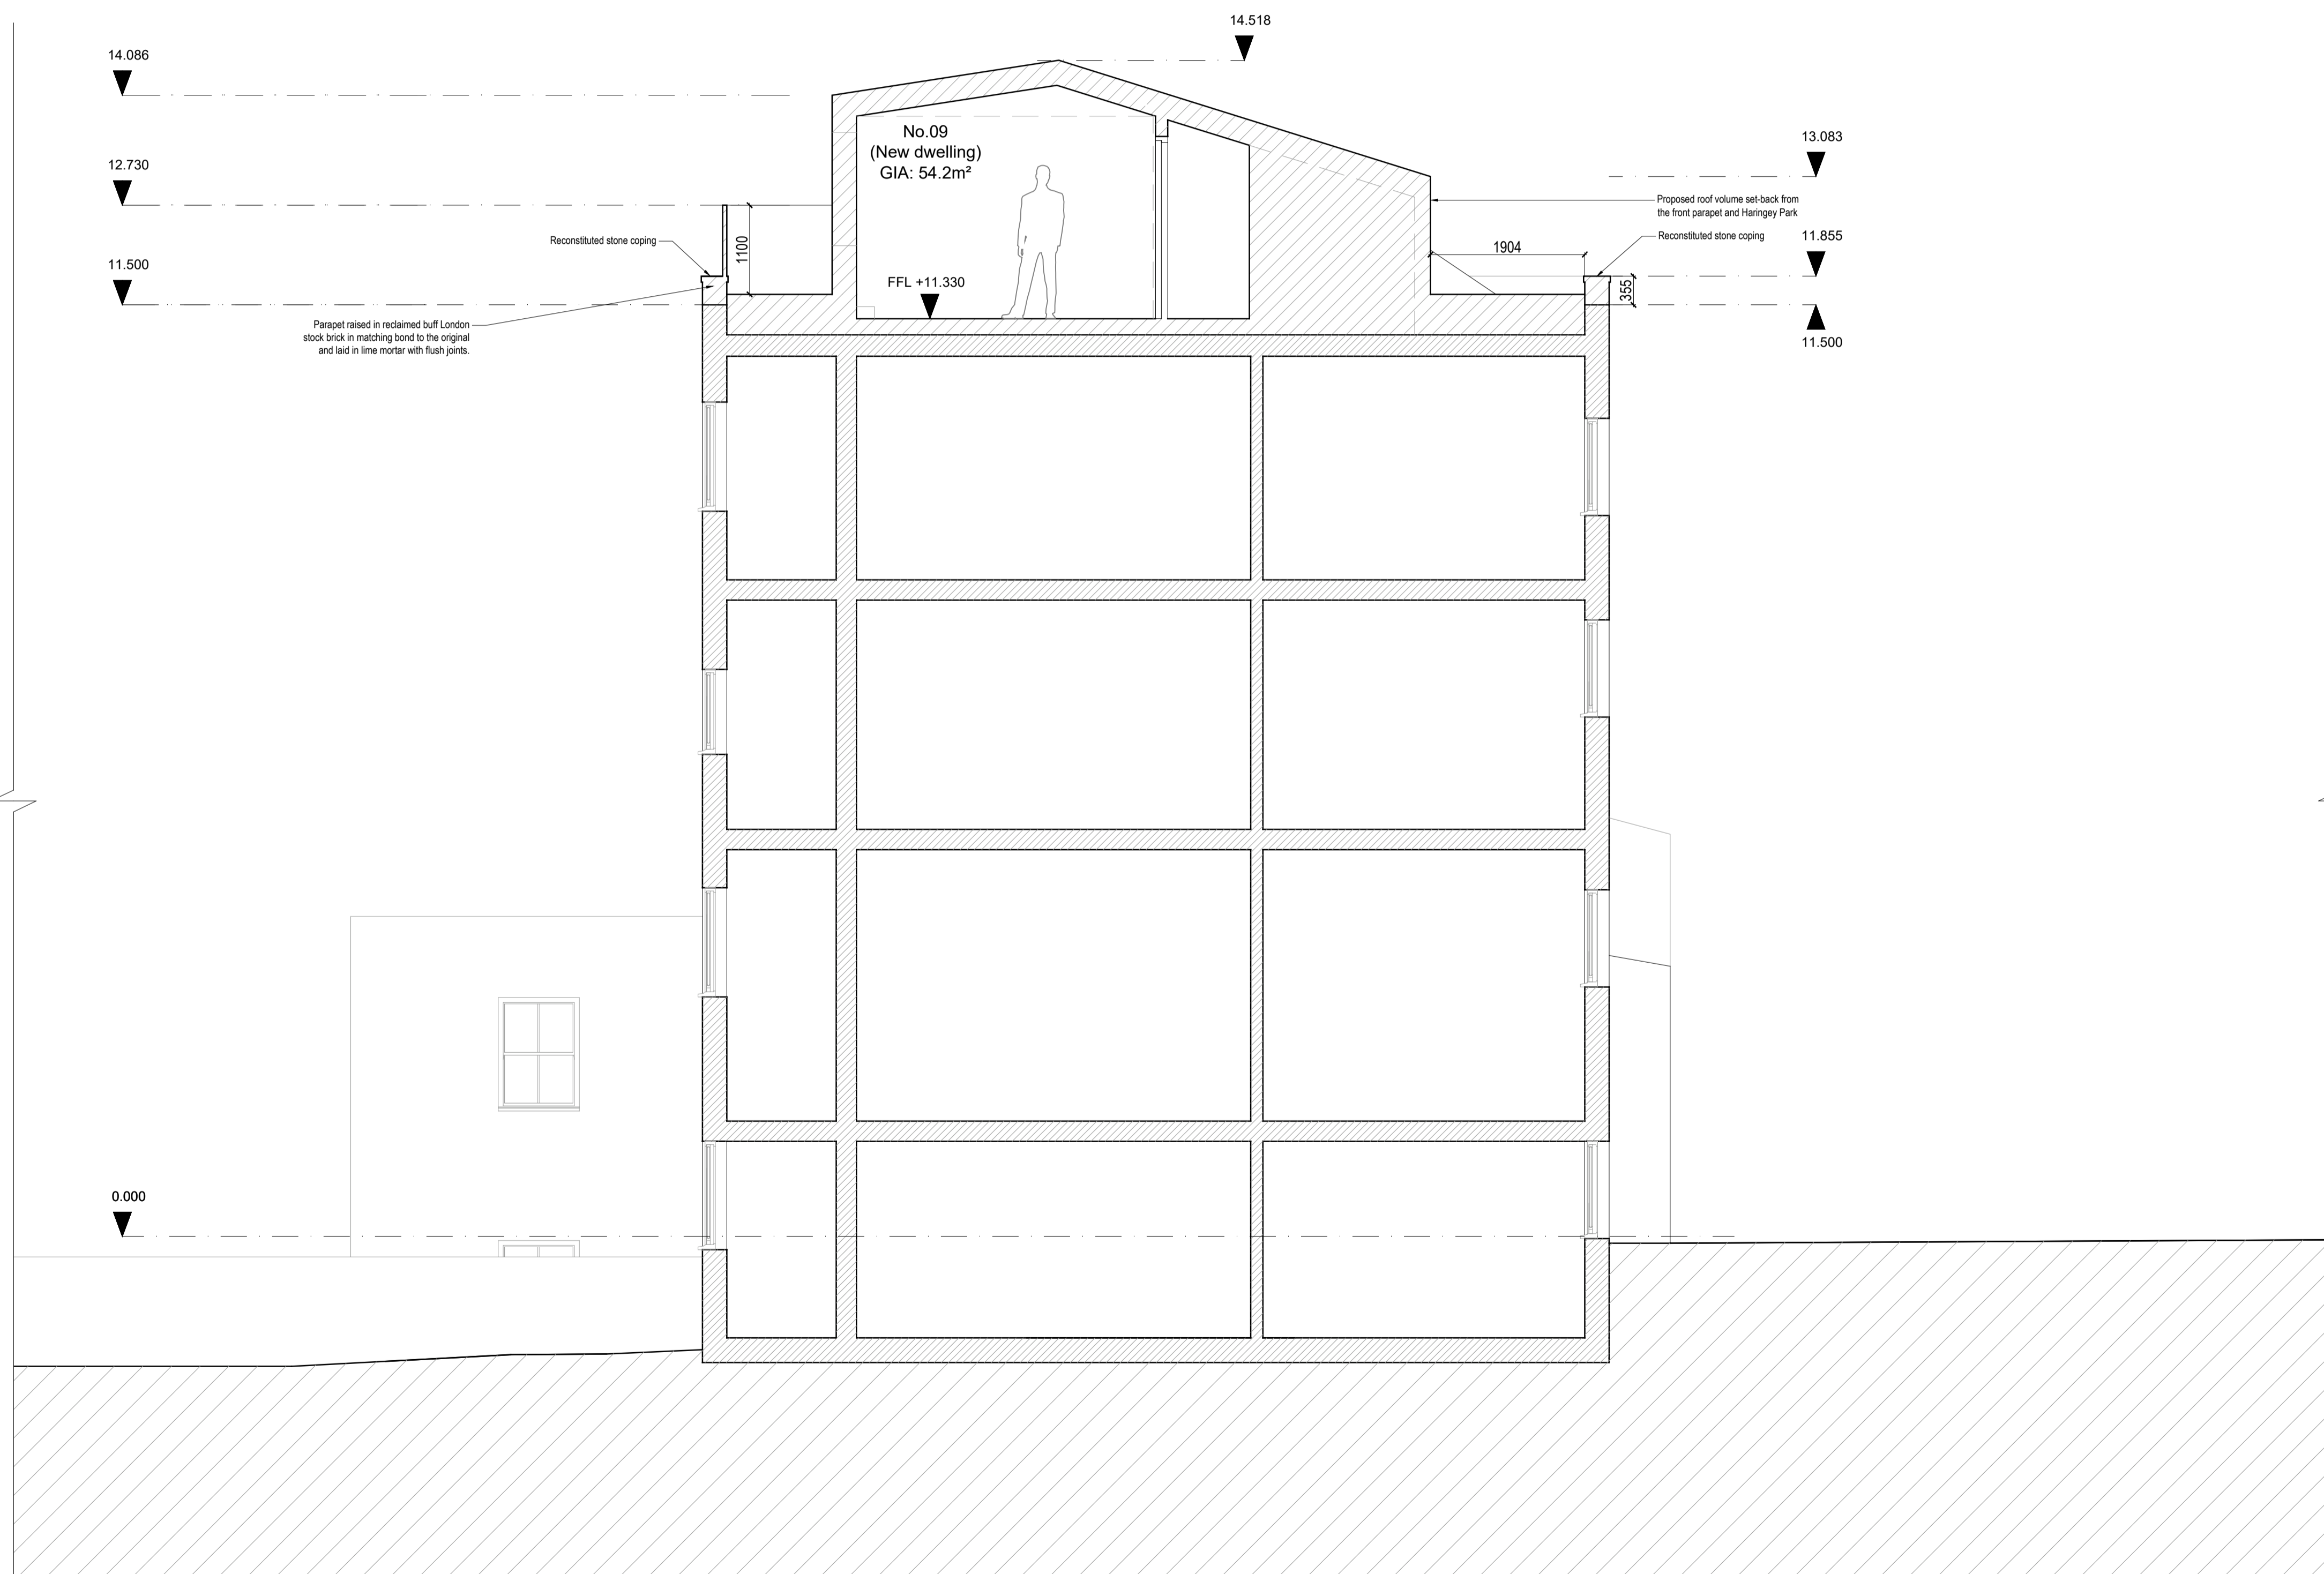 14.518
14.086
No.09
(New dwelling)
GIA: 54.2m²
13.083
12.730
Proposed roof volume set-back from
the front parapet and Haringey Park
Reconstituted stone coping
1100
1904
Reconstituted stone coping
11.855
11.500
FFL +11.330
355
Parapet raised in reclaimed buff London
stock brick in matching bond to the original
and laid in lime mortar with flush joints.
11.500
0.000